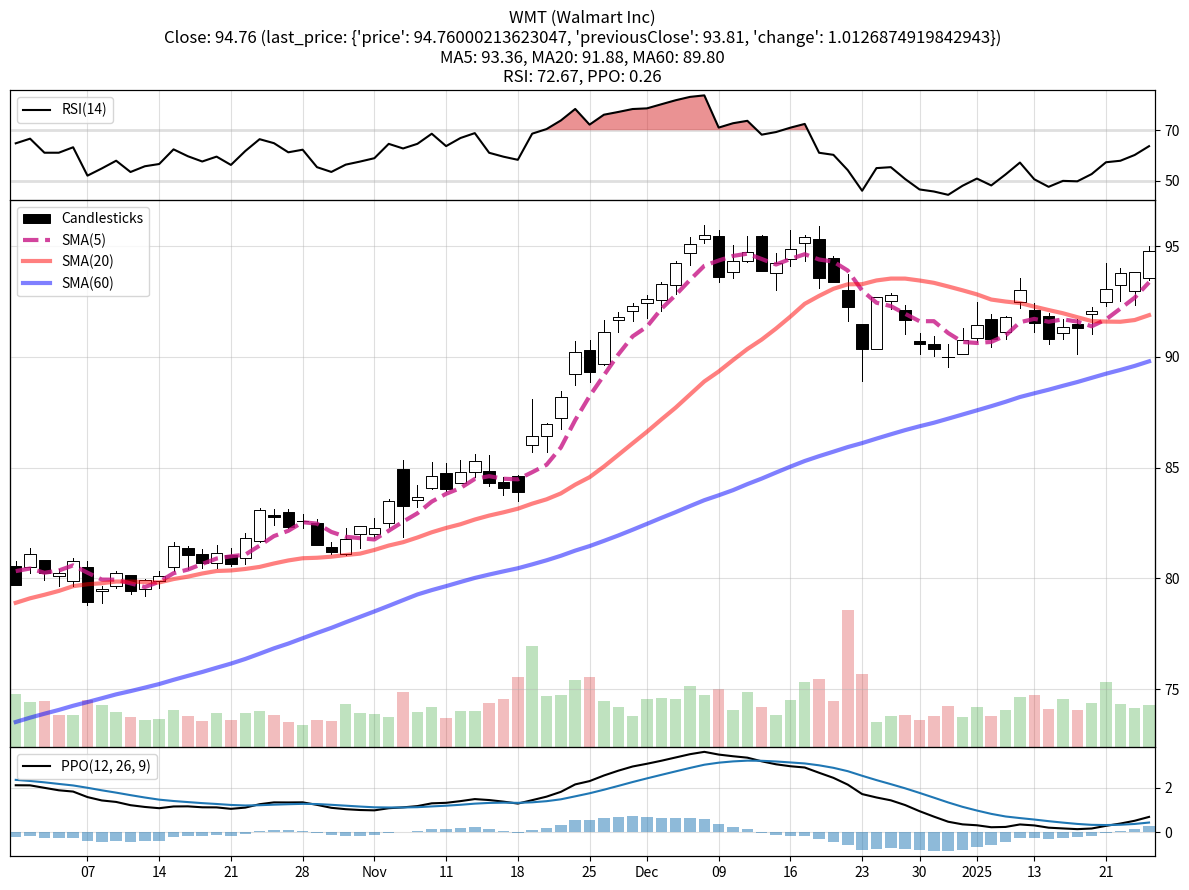 WMT (Walmart Inc)
Close: 94.76 (last_price: {'price': 94.76000213623047, 'previousClose': 93.81, 'change': 1.0126874919842943})
MA5: 93.36, MA20: 91.88, MA60: 89.80
RSI: 72.67, PPO: 0.26
RSI(14)
70
50
Candlesticks
SMA(5)
SMA(20)
SMA(60)
95
90
85
80
75
PPO(12, 26, 9)
2
0
07 14 21 28 Nov 11 18 25 Dec 09 16 23 30 2025 13 21